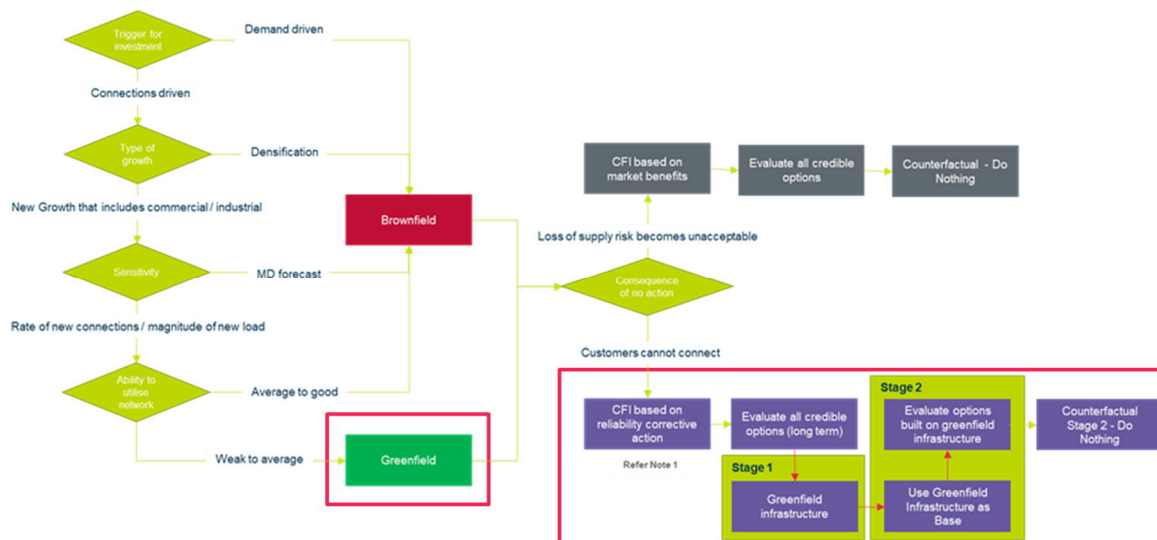 Trigger for
investment
Demand driven
Connections driven
Type of
growth
Densification
New Growth that includes commercial / industrial
Brownfield
Sensitivity
MD forecast
Rate of new connections / magnitude of new load
Ability to
utilise
network
Average to good
Weak to average
Greenfield
CFI based on
market benefits
Evaluate all credible
options
Counterfactual - Do
Nothing
Loss of supply risk becomes unacceptable
Consequence
of no action
Customers cannot connect
CFI based on
reliability corrective
action
Refer Note 1
Evaluate all credible
options (long term)
Stage 1
Greenfield
infrastructure
Stage 2
Evaluate options
built on greenfield
infrastructure
Use Greenfield
Infrastructure as
Base
Counterfactual
Stage 2 - Do
Nothing